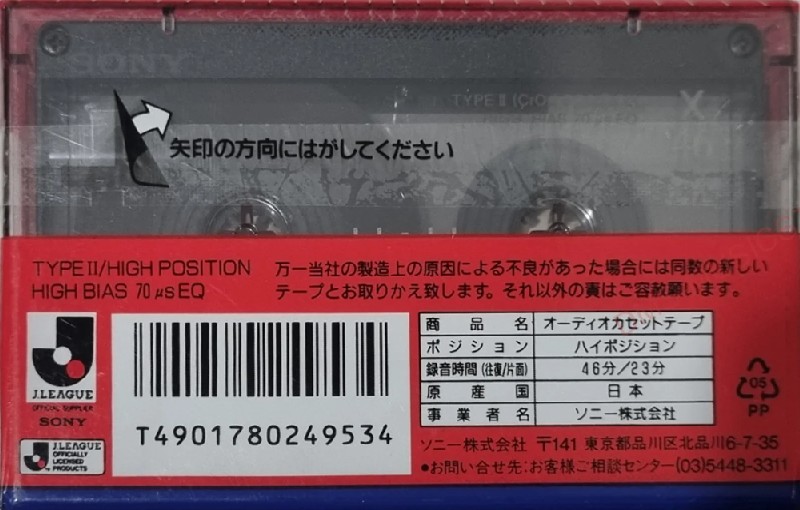 SONY
TYPE II (CrO
矢印の方向にはがしてください
TYPE II/HIGH POSITION
HIGH BIAS 70 μs EQ
万一当社の製造上の原因による不良があった場合には同数の新しい
テープとお取りかえ致します。それ以外の責はご容赦願います。
J.LEAGUE
OFFICIAL SUPPLIER
SONY
J.LEAGUE
OFFICIALLY
LICENSED
PRODUCTS
T4901780249534
商品名 オーディオカセットテープ
ポジション ハイポジション
録音時間(往復/片面) 46分/23分
原産国 日本
事業者名 ソニー株式会社
05
PP
ソニー株式会社 〒141 東京都品川区北品川6-7-35
●お問い合せ先:お客様ご相談センター(03)5448-3311